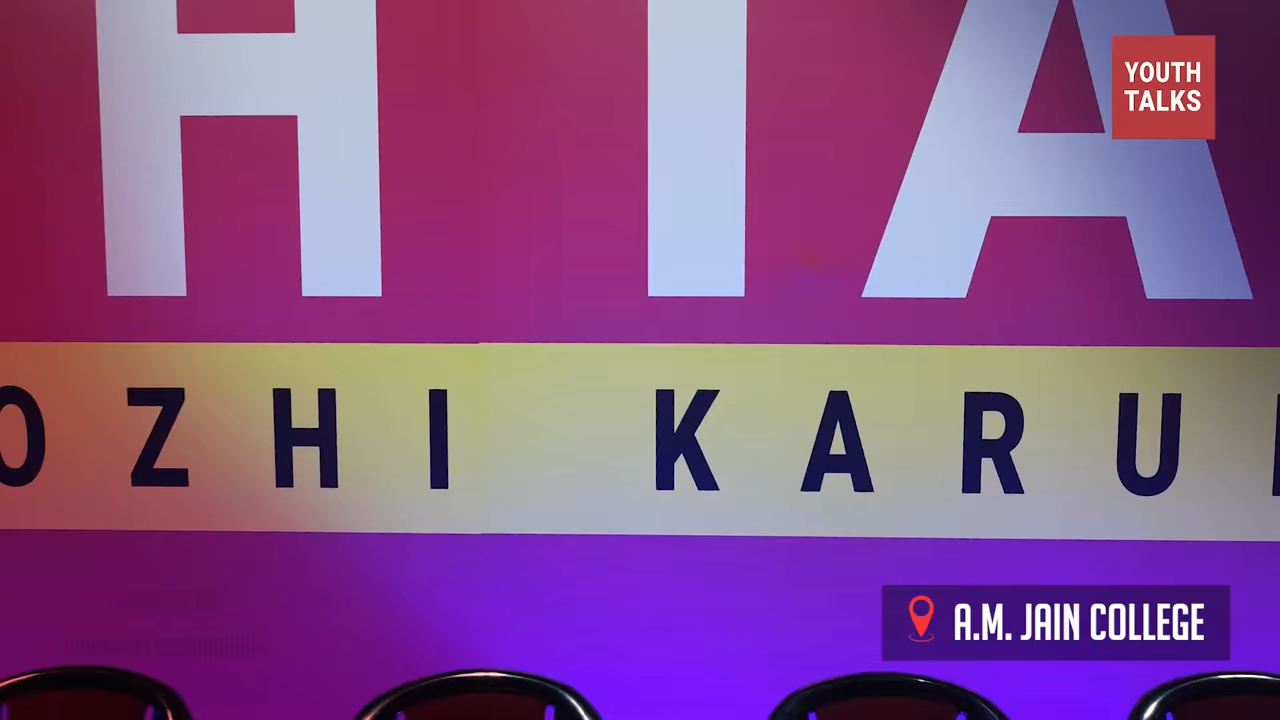 H I A
YOUTH
TALKS
OZHI KARU
A.M. JAIN COLLEGE